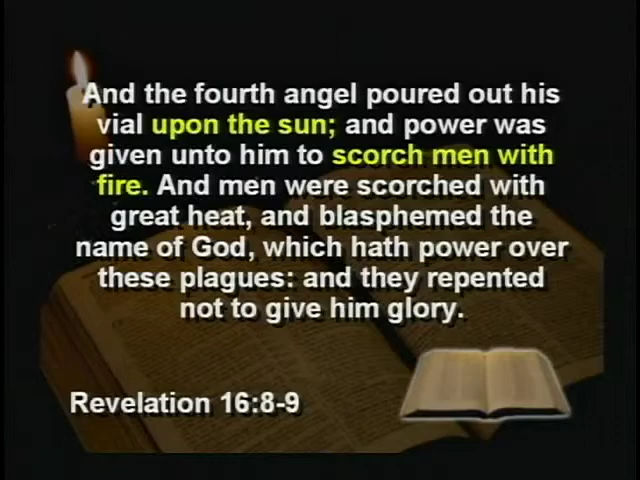 And the fourth angel poured out his
vial upon the sun; and power was
given unto him to scorch men with
fire. And men were scorched with
great heat, and blasphemed the
name of God, which hath power over
these plagues: and they repented
not to give him glory.
Revelation 16:8-9